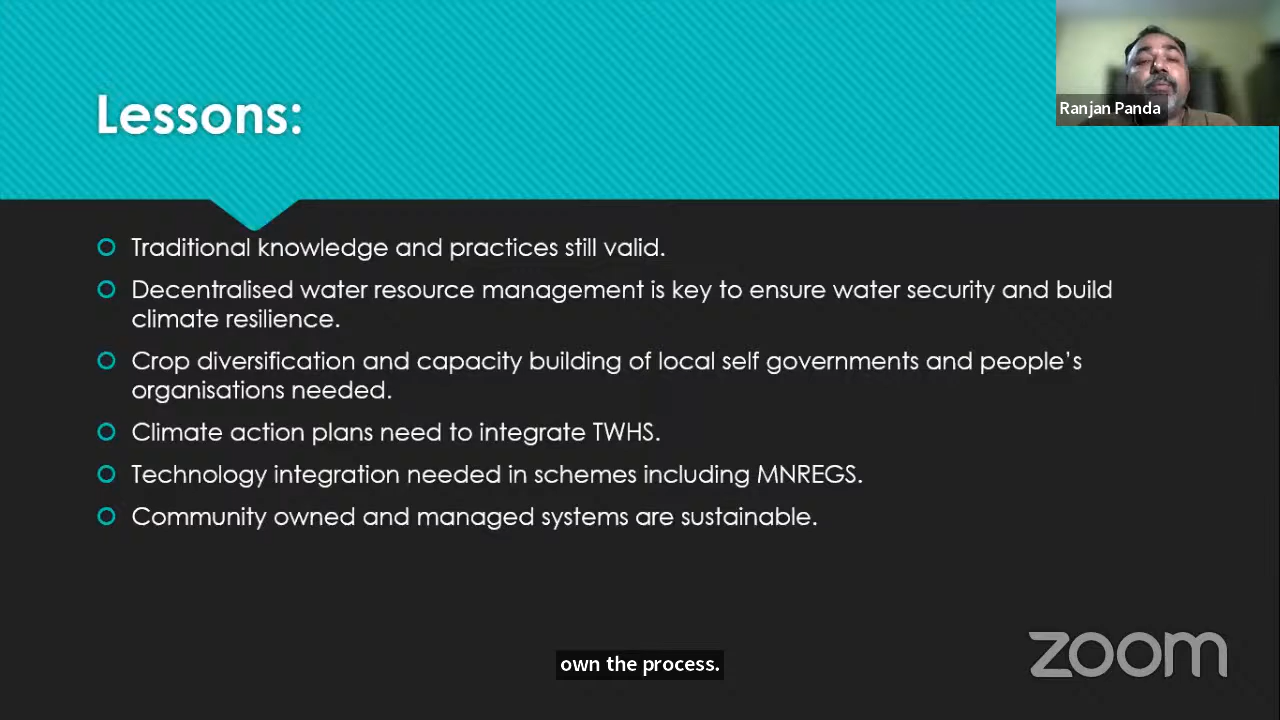 Lessons:
Ranjan Panda
Traditional knowledge and practices still valid.
Decentralised water resource management is key to ensure water security and build
climate resilience.
Crop diversification and capacity building of local self governments and people's
organisations needed.
Climate action plans need to integrate TWHS.
Technology integration needed in schemes including MNREGS.
Community owned and managed systems are sustainable.
own the process.
zoom